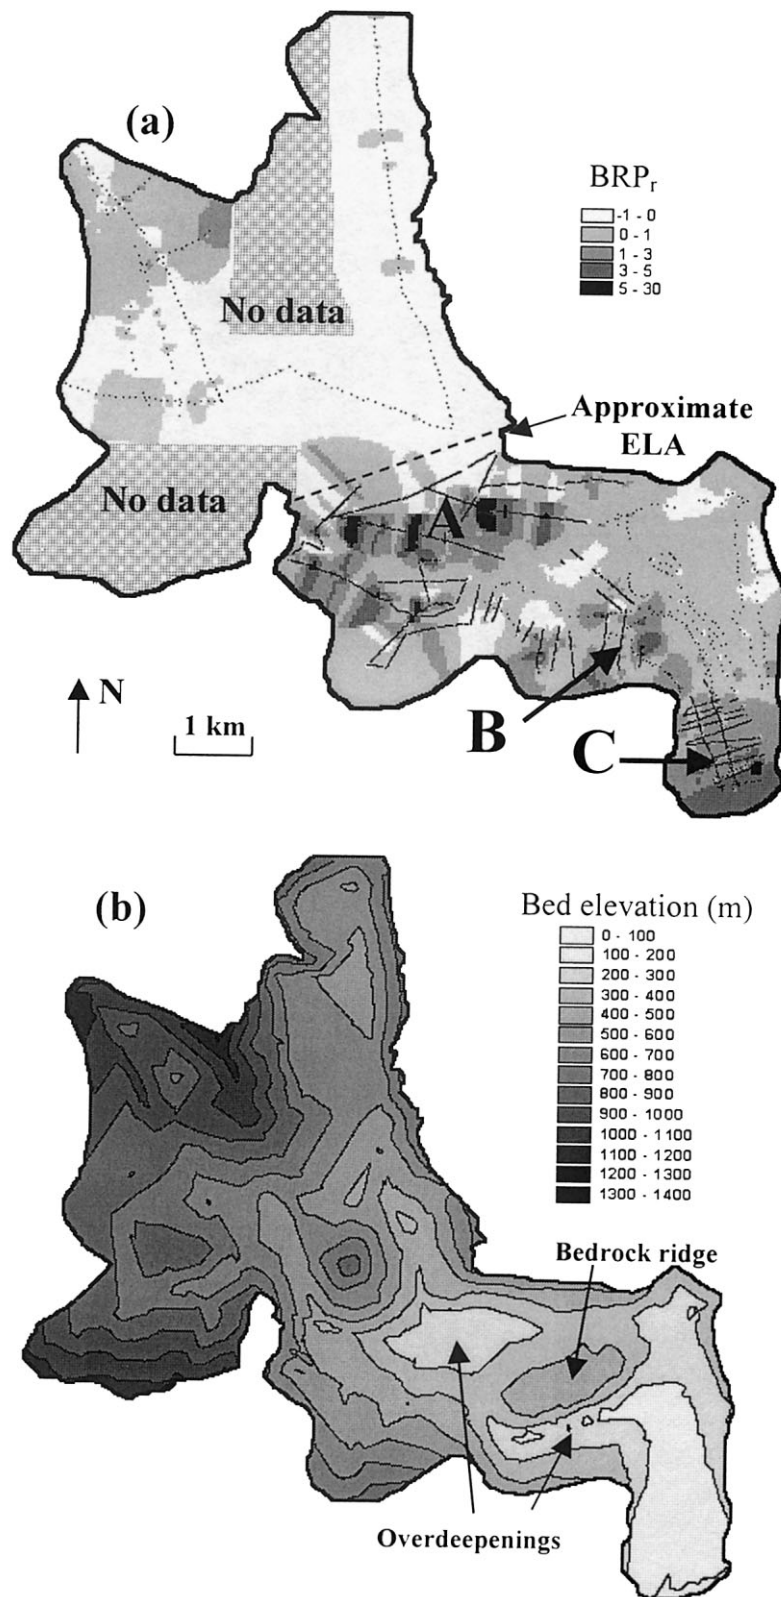 (a)
BRPr
-1 - 0
0 - 1
1 - 3
3 - 5
5 - 30
No data
Approximate
ELA
No data
A
N
1 km
B
C
(b)
Bed elevation (m)
0 - 100
100 - 200
200 - 300
300 - 400
400 - 500
500 - 600
600 - 700
700 - 800
800 - 900
900 - 1000
1000 - 1100
1100 - 1200
1200 - 1300
1300 - 1400
Bedrock ridge
Overdeepenings